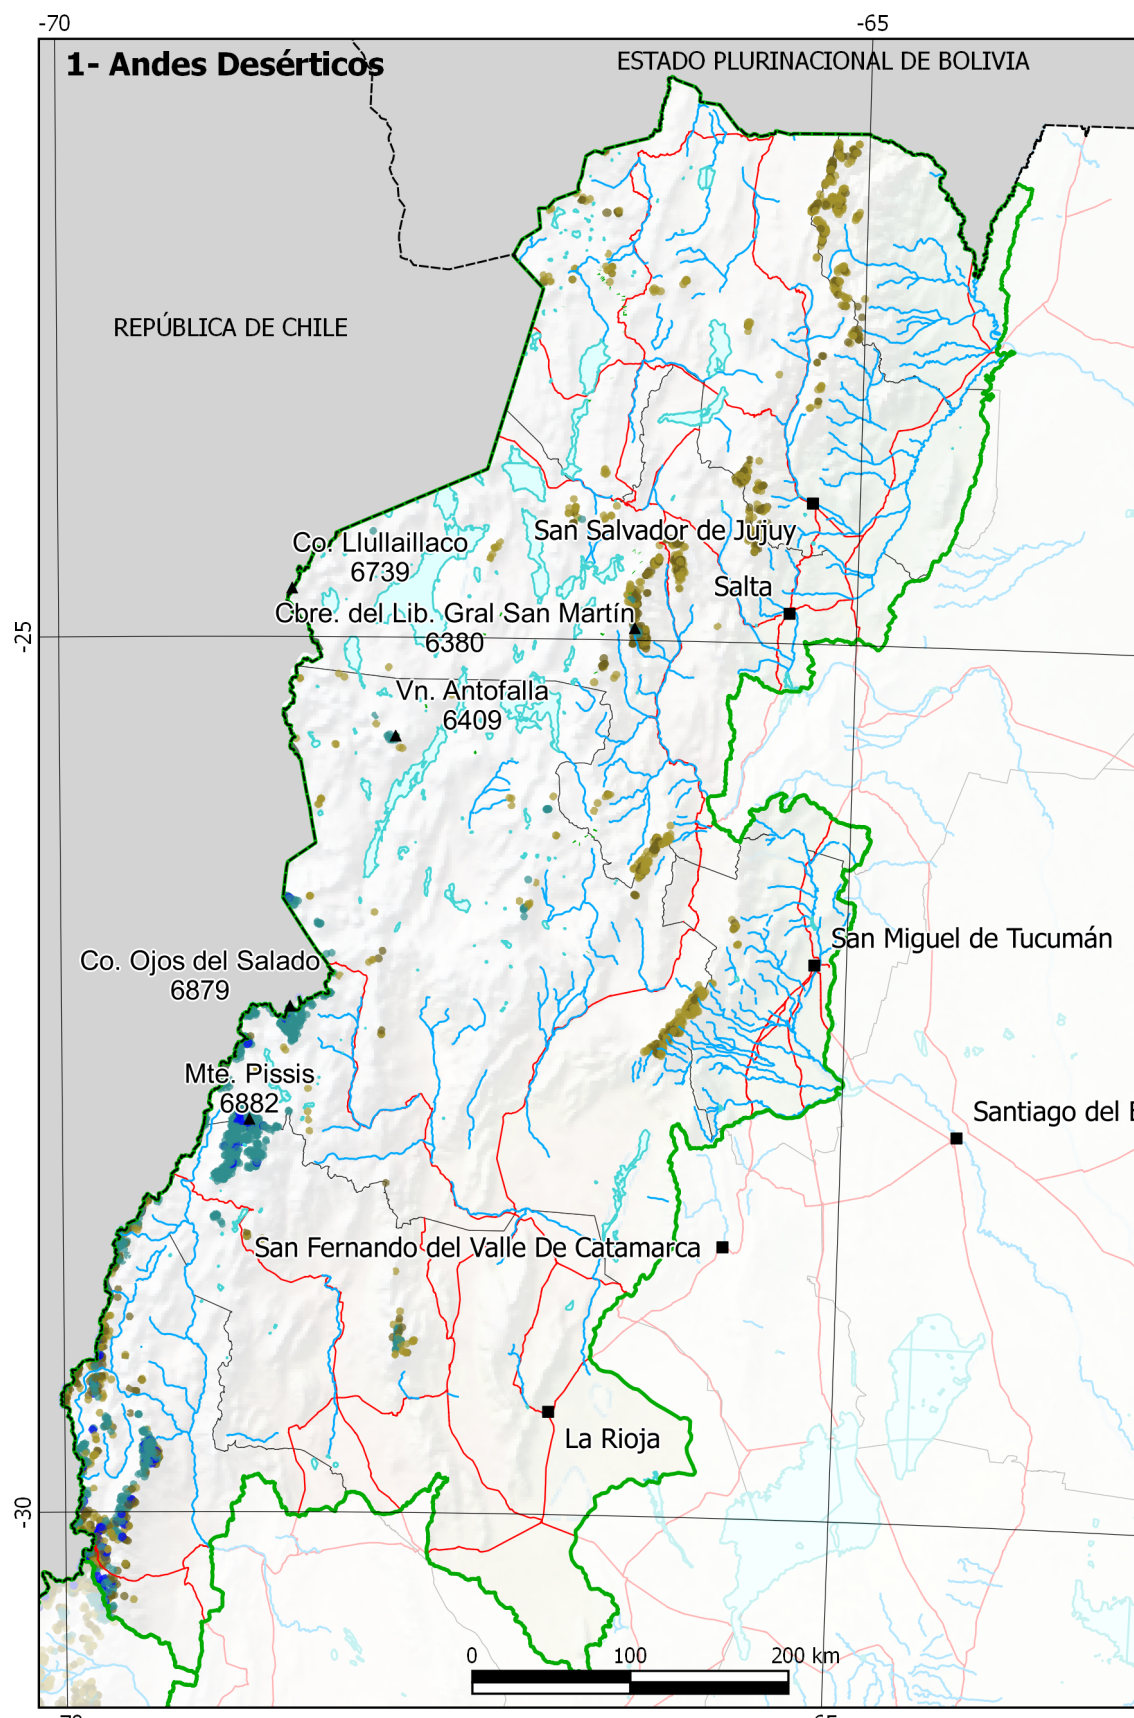 -70
-65
1- Andes Desérticos
ESTADO PLURINACIONAL DE BOLIVIA
REPÚBLICA DE CHILE
San Salvador de Jujuy
Co. Llullaillaco
6739
Salta
Cbre. del Lib. Gral San Martín
6380
-25
Vn. Antofalla
6409
San Miguel de Tucumán
Co. Ojos del Salado
6879
Mte. Pissis
6882
Santiago del
San Fernando del Valle De Catamarca
La Rioja
-30
0
100
200 km